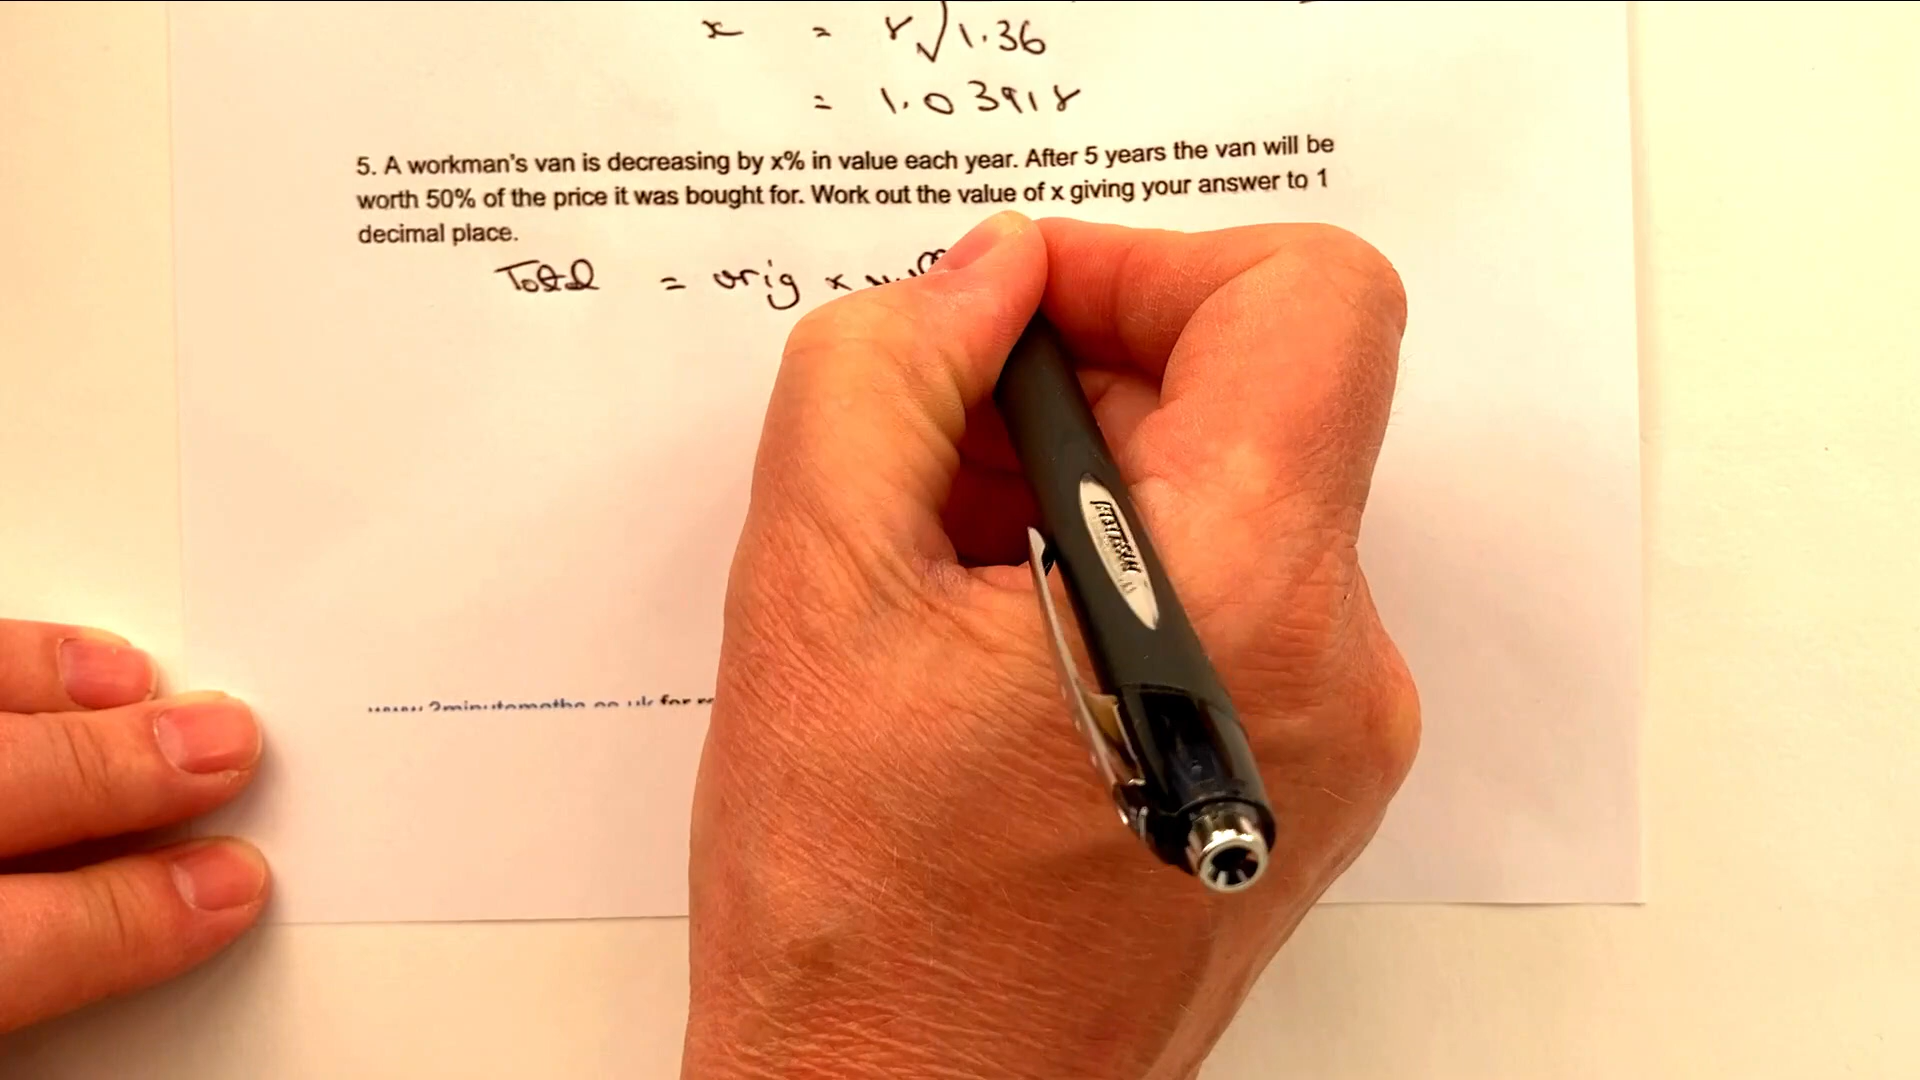 x = 8√1.36
= 1.03918
5. A workman's van is decreasing by x% in value each year. After 5 years the van will be
worth 50% of the price it was bought for. Work out the value of x giving your answer to 1
decimal place.
Total = orig x
for